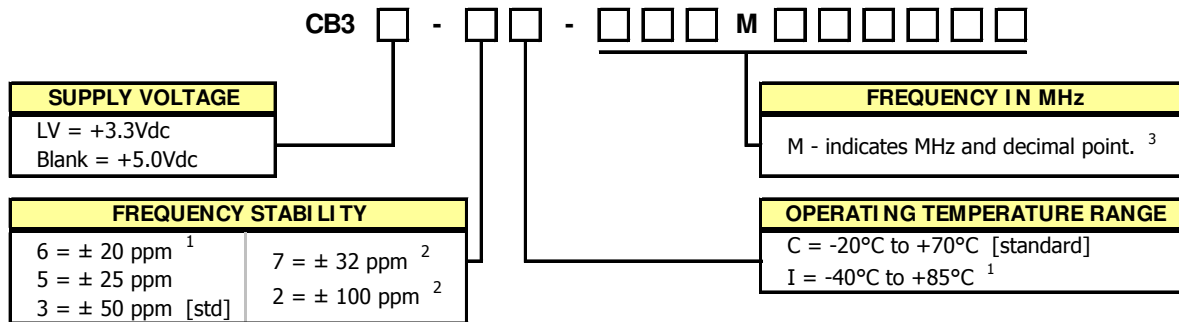 CB3 - - M
SUPPLY VOLTAGE
LV = +3.3Vdc
Blank = +5.0Vdc
FREQUENCY IN MHz
M - indicates MHz and decimal point. 3
FREQUENCY STABILITY
6 = ± 20 ppm 1
5 = ± 25 ppm
3 = ± 50 ppm [std]
7 = ± 32 ppm 2
2 = ± 100 ppm 2
OPERATING TEMPERATURE RANGE
C = -20°C to +70°C [standard]
I = -40°C to +85°C 1